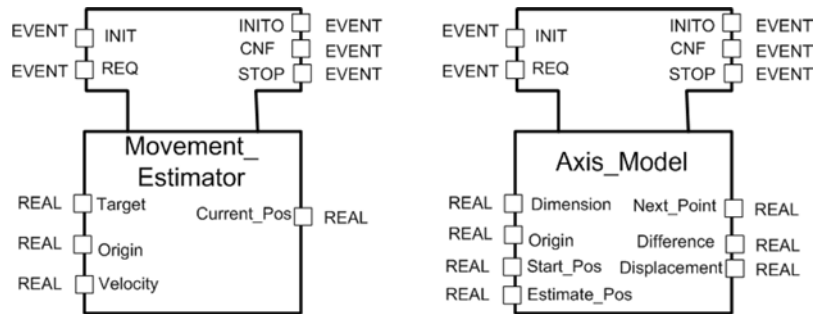 EVENT INIT INITO EVENT
EVENT REQ CNF EVENT
STOP EVENT
Movement_
Estimator
REAL Target
Current_Pos REAL
REAL Origin
REAL Velocity
EVENT INIT INITO EVENT
EVENT REQ CNF EVENT
STOP EVENT
Axis_Model
REAL Dimension Next_Point REAL
REAL Origin Difference REAL
REAL Start_Pos Displacement REAL
REAL Estimate_Pos